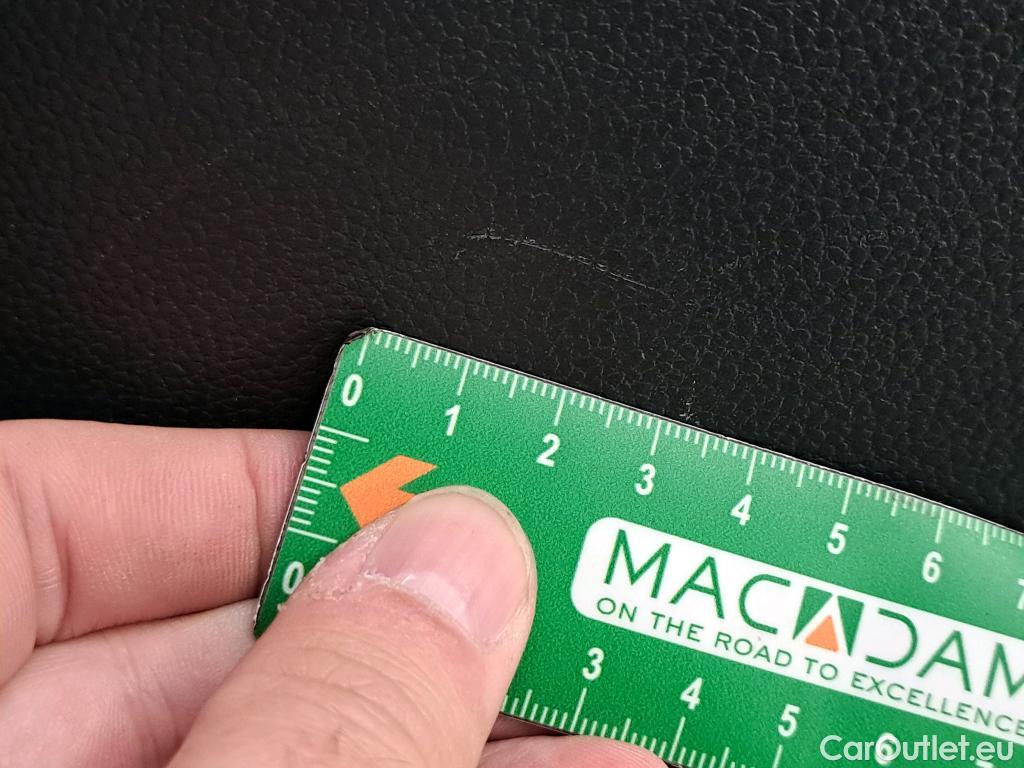 0 1 2 3 4 5 6
MACADAM
ON THE ROAD TO EXCELLENCE
0 3 4 5 6
CarOutlet.eu